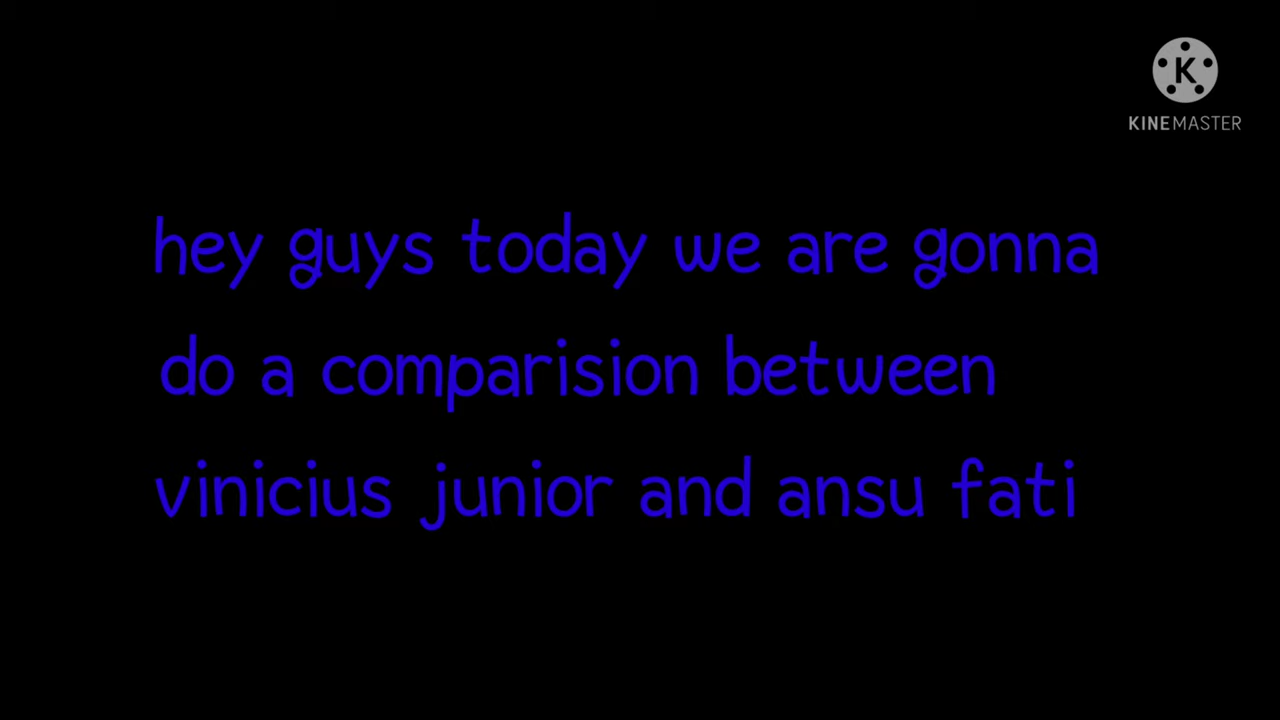 K
KINEMASTER
hey guys today we are gonna
do a comparision between
vinicius junior and ansu fati